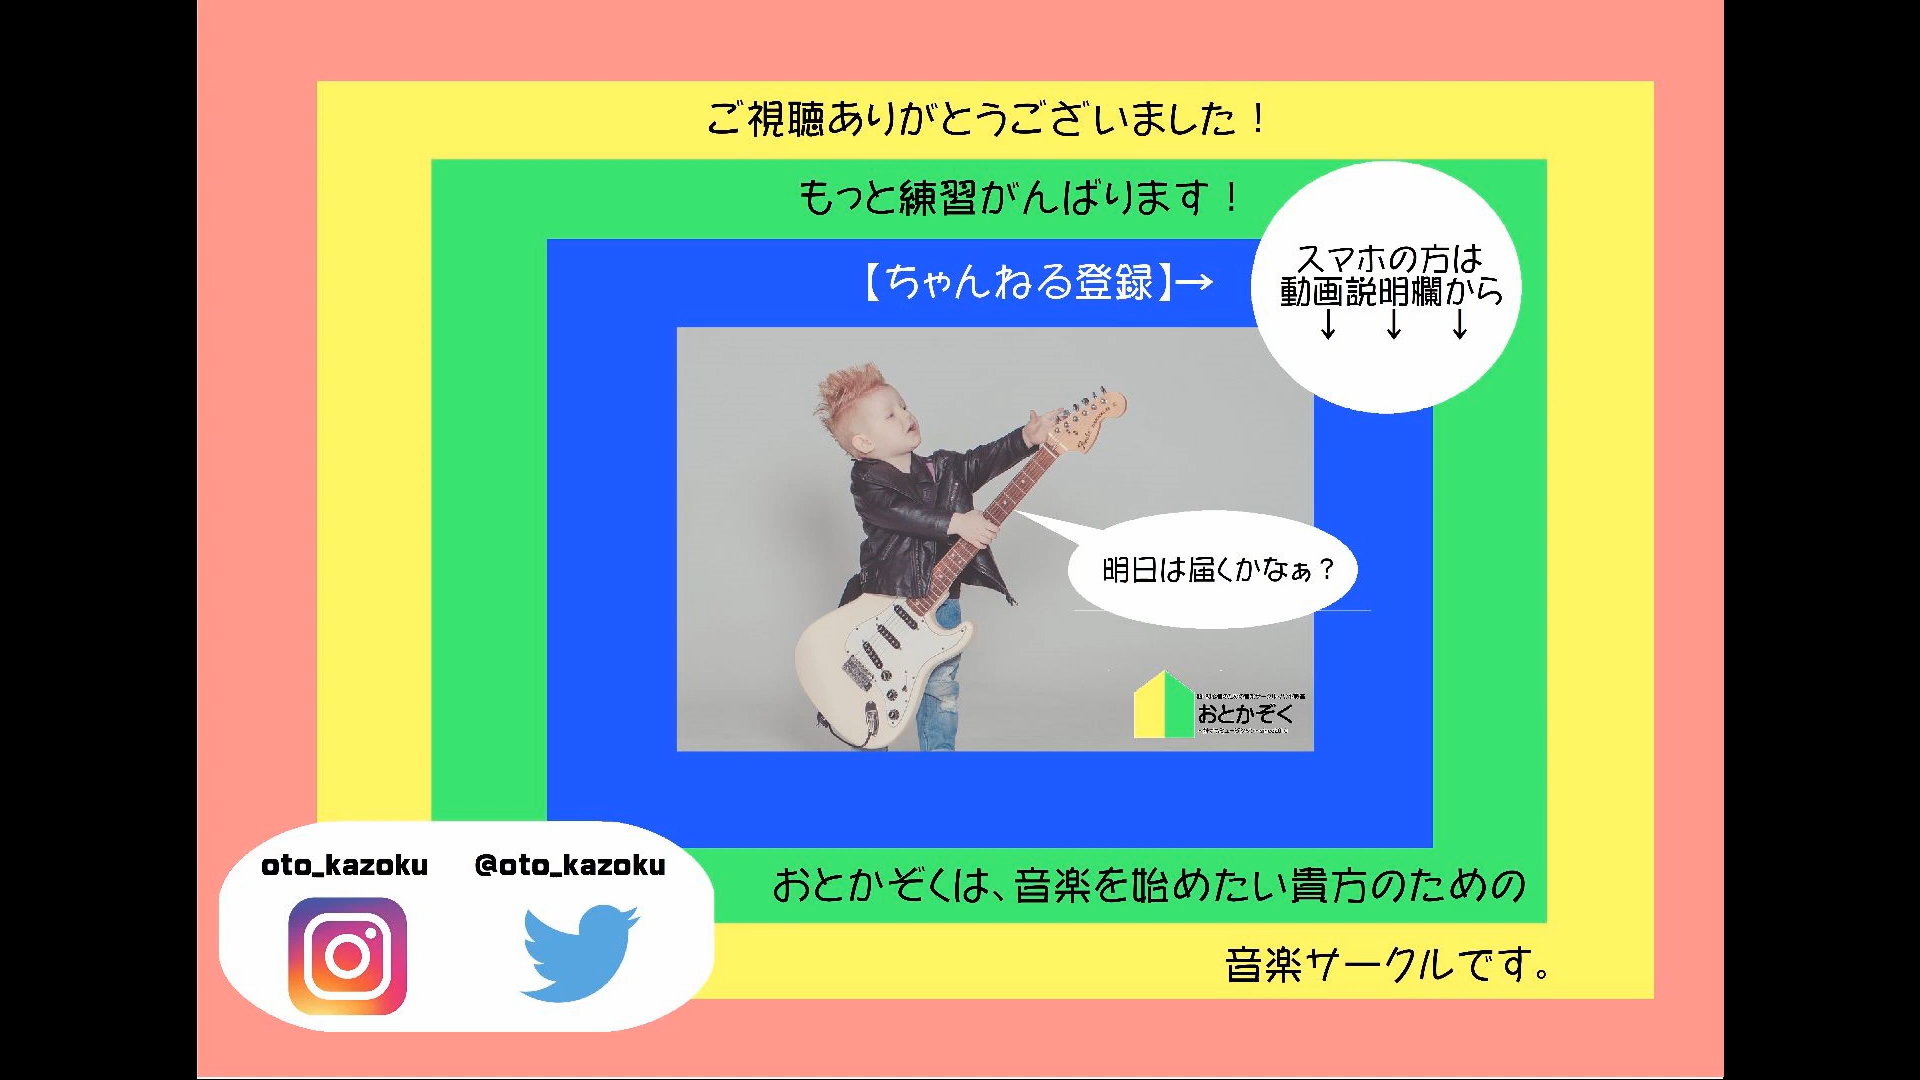 ご視聴ありがとうございました！
もっと練習がんばります！
【ちゃんねる登録】→
スマホの方は
動画説明欄から
↓ ↓ ↓
明日は届くかなぁ？
おとかぞく
oto_kazoku
@oto_kazoku
おとかぞくは、音楽を始めたい貴方のための
音楽サークルです。